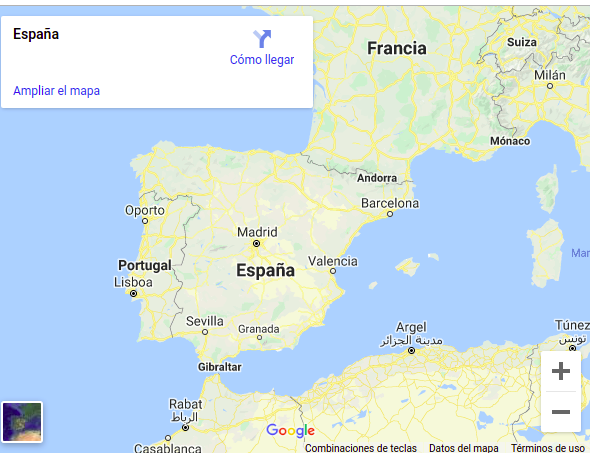 España
Cómo llegar
Ampliar el mapa
Francia
Suiza
Milán
Mónaco
Andorra
Barcelona
Oporto
Madrid
España
Valencia
Portugal
Lisboa
Sevilla
Granada
Gibraltar
Argel
مدينة الجزائر
Túnez
تونس
Rabat
الرباط
Casablanca
Mar
Google
Combinaciones de teclas
Datos del mapa
Términos de uso